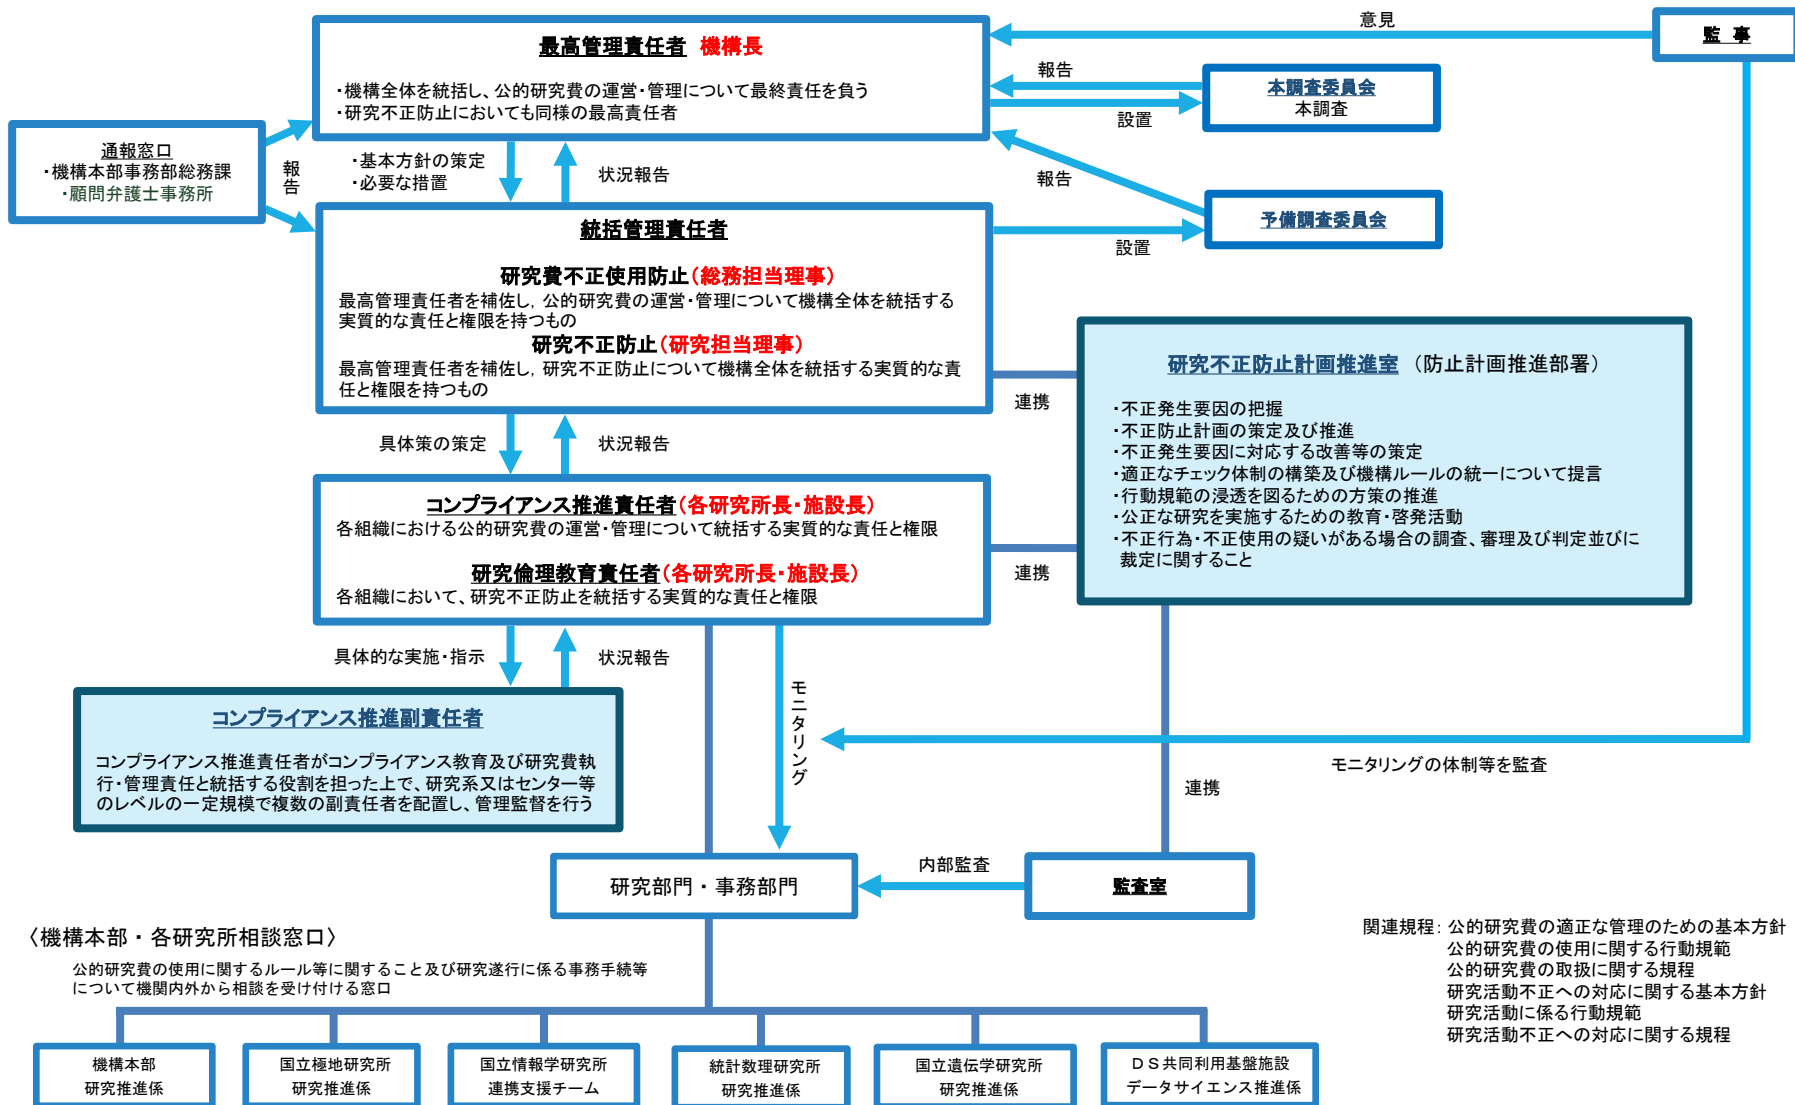 最高管理責任者 機構長
・機構全体を統括し、公的研究費の運営・管理について最終責任を負う
・研究不正防止においても同様の最高責任者
意見
監 事
報告
本調査委員会
本調査
設置
通報窓口
・機構本部事務部総務課
・顧問弁護士事務所
報告
・基本方針の策定
・必要な措置
状況報告
報告
予備調査委員会
設置
統括管理責任者
研究費不正使用防止(総務担当理事)
最高管理責任者を補佐し，公的研究費の運営・管理について機構全体を統括する
実質的な責任と権限を持つもの
研究不正防止(研究担当理事)
最高管理責任者を補佐し，研究不正防止について機構全体を統括する実質的な責
任と権限を持つもの
連携
研究不正防止計画推進室 （防止計画推進部署）
・不正発生要因の把握
・不正防止計画の策定及び推進
・不正発生要因に対応する改善等の策定
・適正なチェック体制の構築及び機構ルールの統一について提言
・行動規範の浸透を図るための方策の推進
・公正な研究を実施するための教育・啓発活動
・不正行為・不正使用の疑いがある場合の調査、審理及び判定並びに
裁定に関すること
具体策の策定
状況報告
コンプライアンス推進責任者(各研究所長・施設長)
各組織における公的研究費の運営・管理について統括する実質的な責任と権限
研究倫理教育責任者(各研究所長・施設長)
各組織において、研究不正防止を統括する実質的な責任と権限
連携
具体的な実施・指示
状況報告
モニタリング
コンプライアンス推進副責任者
コンプライアンス推進責任者がコンプライアンス教育及び研究費執
行・管理責任と統括する役割を担った上で、研究系又はセンター等
のレベルの一定規模で複数の副責任者を配置し、管理監督を行う
モニタリングの体制等を監査
連携
研究部門・事務部門
内部監査
監査室
〈機構本部・各研究所相談窓口〉
公的研究費の使用に関するルール等に関すること及び研究遂行に係る事務手続等
について機関内外から相談を受け付ける窓口
関連規程：公的研究費の適正な管理のための基本方針
公的研究費の使用に関する行動規範
公的研究費の取扱に関する規程
研究活動不正への対応に関する基本方針
研究活動に係る行動規範
研究活動不正への対応に関する規程
機構本部
研究推進係
国立極地研究所
研究推進係
国立情報学研究所
連携支援チーム
統計数理研究所
研究推進係
国立遺伝学研究所
研究推進係
ＤＳ共同利用基盤施設
データサイエンス推進係